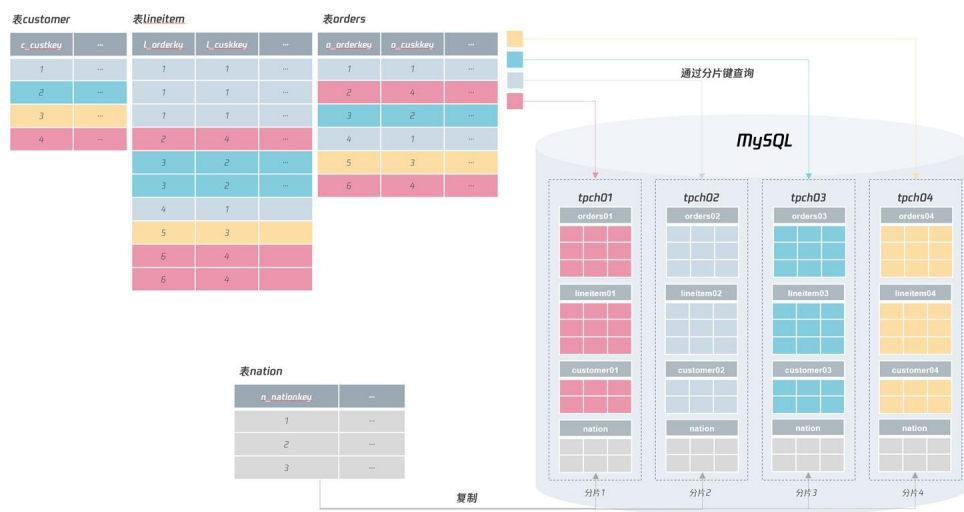 表customer
c_custkey ...
1 ...
2 ...
3 ...
4 ...
表lineitem
l_orderky l_cuskkey ...
1 1 ...
1 1 ...
1 1 ...
2 4 ...
3 2 ...
3 2 ...
4 1
5 3
6 4
6 4
表orders
o_orderkey o_cuskkey ...
1 1 ...
2 4 ...
3 2 ...
4 1 ...
5 3 ...
6 4 ...
通过分片键查询
MySQL
tpch01 tpch02 tpch03 tpch04
orders01 orders02 orders03 orders04
lineitem01 lineitem02 lineitem03 lineitem04
customer01 customer02 customer03 customer04
nation nation nation nation
分片1 分片2 分片3 分片4
表nation
n_nationkey ...
1 ...
2 ...
3 ...
复制